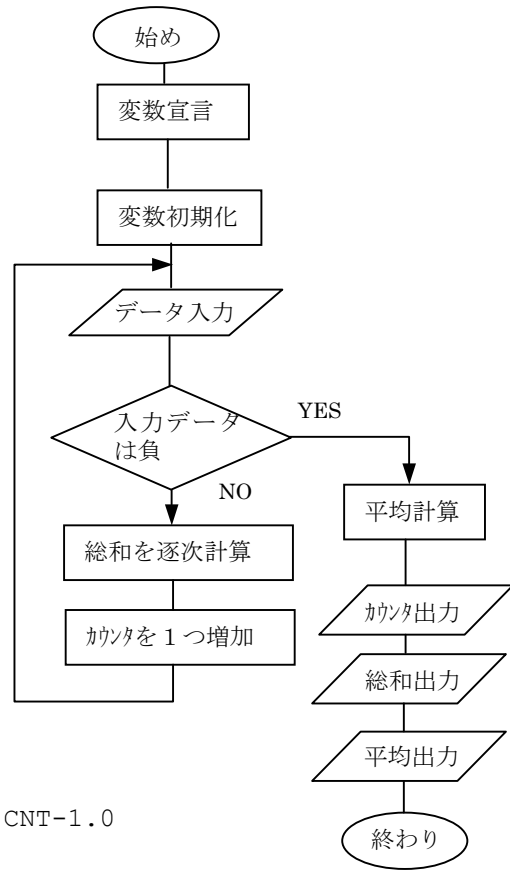 始め
変数宣言
変数初期化
データ入力
入力データ
は負
YES
NO
総和を逐次計算
ｶｳﾝﾀを１つ増加
平均計算
ｶｳﾝﾀ出力
総和出力
平均出力
終わり
CNT-1.0